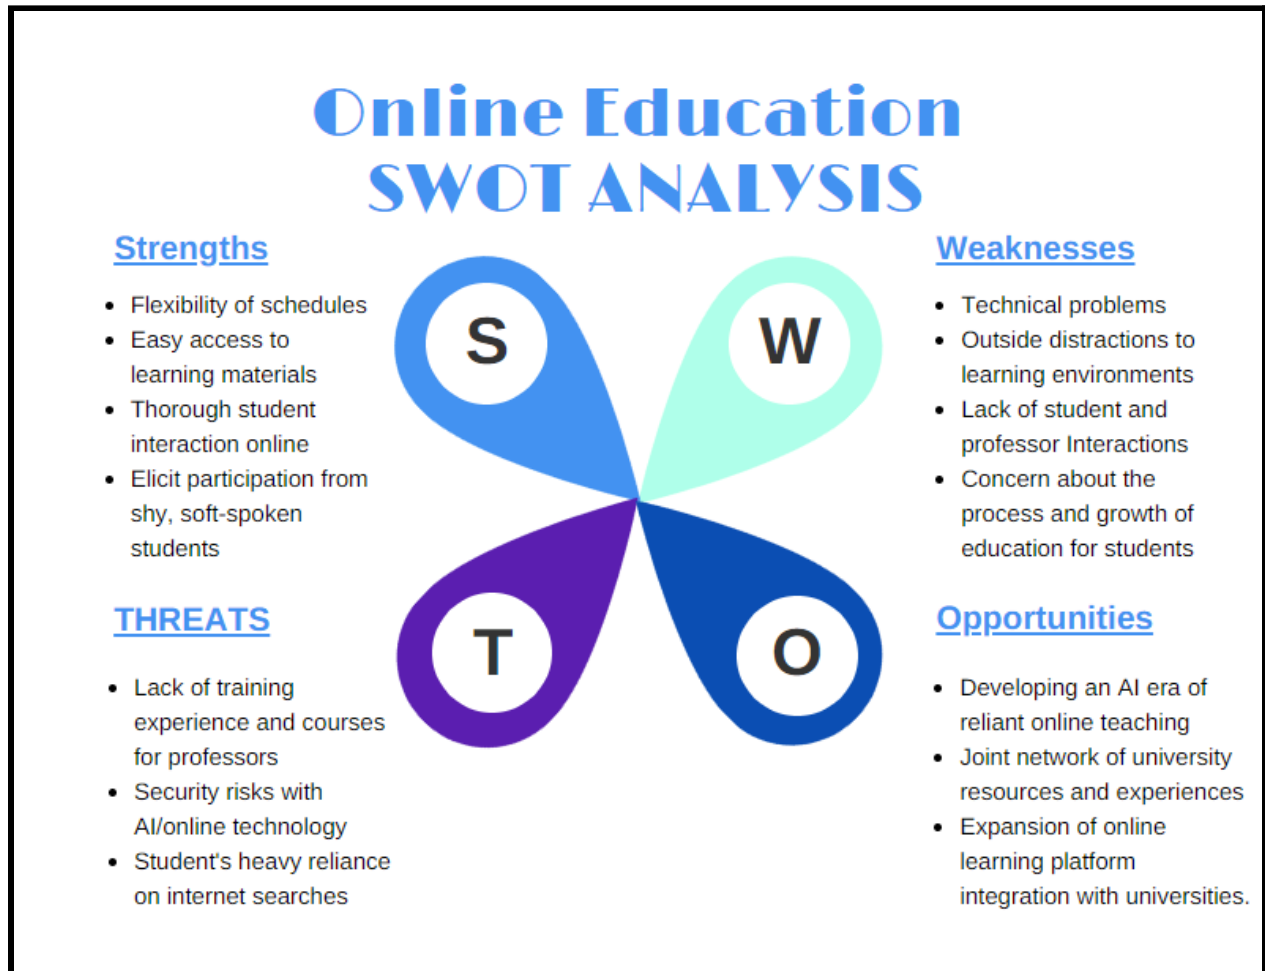 Online Education
SWOT ANALYSIS
Strengths
• Flexibility of schedules
• Easy access to
learning materials
• Thorough student
interaction online
• Elicit participation from
shy, soft-spoken
students
S
W
Weaknesses
• Technical problems
• Outside distractions to
learning environments
• Lack of student and
professor Interactions
• Concern about the
process and growth of
education for students
THREATS
• Lack of training
experience and courses
for professors
• Security risks with
AI/online technology
• Student's heavy reliance
on internet searches
T
O
Opportunities
• Developing an AI era of
reliant online teaching
• Joint network of university
resources and experiences
• Expansion of online
learning platform
integration with universities.